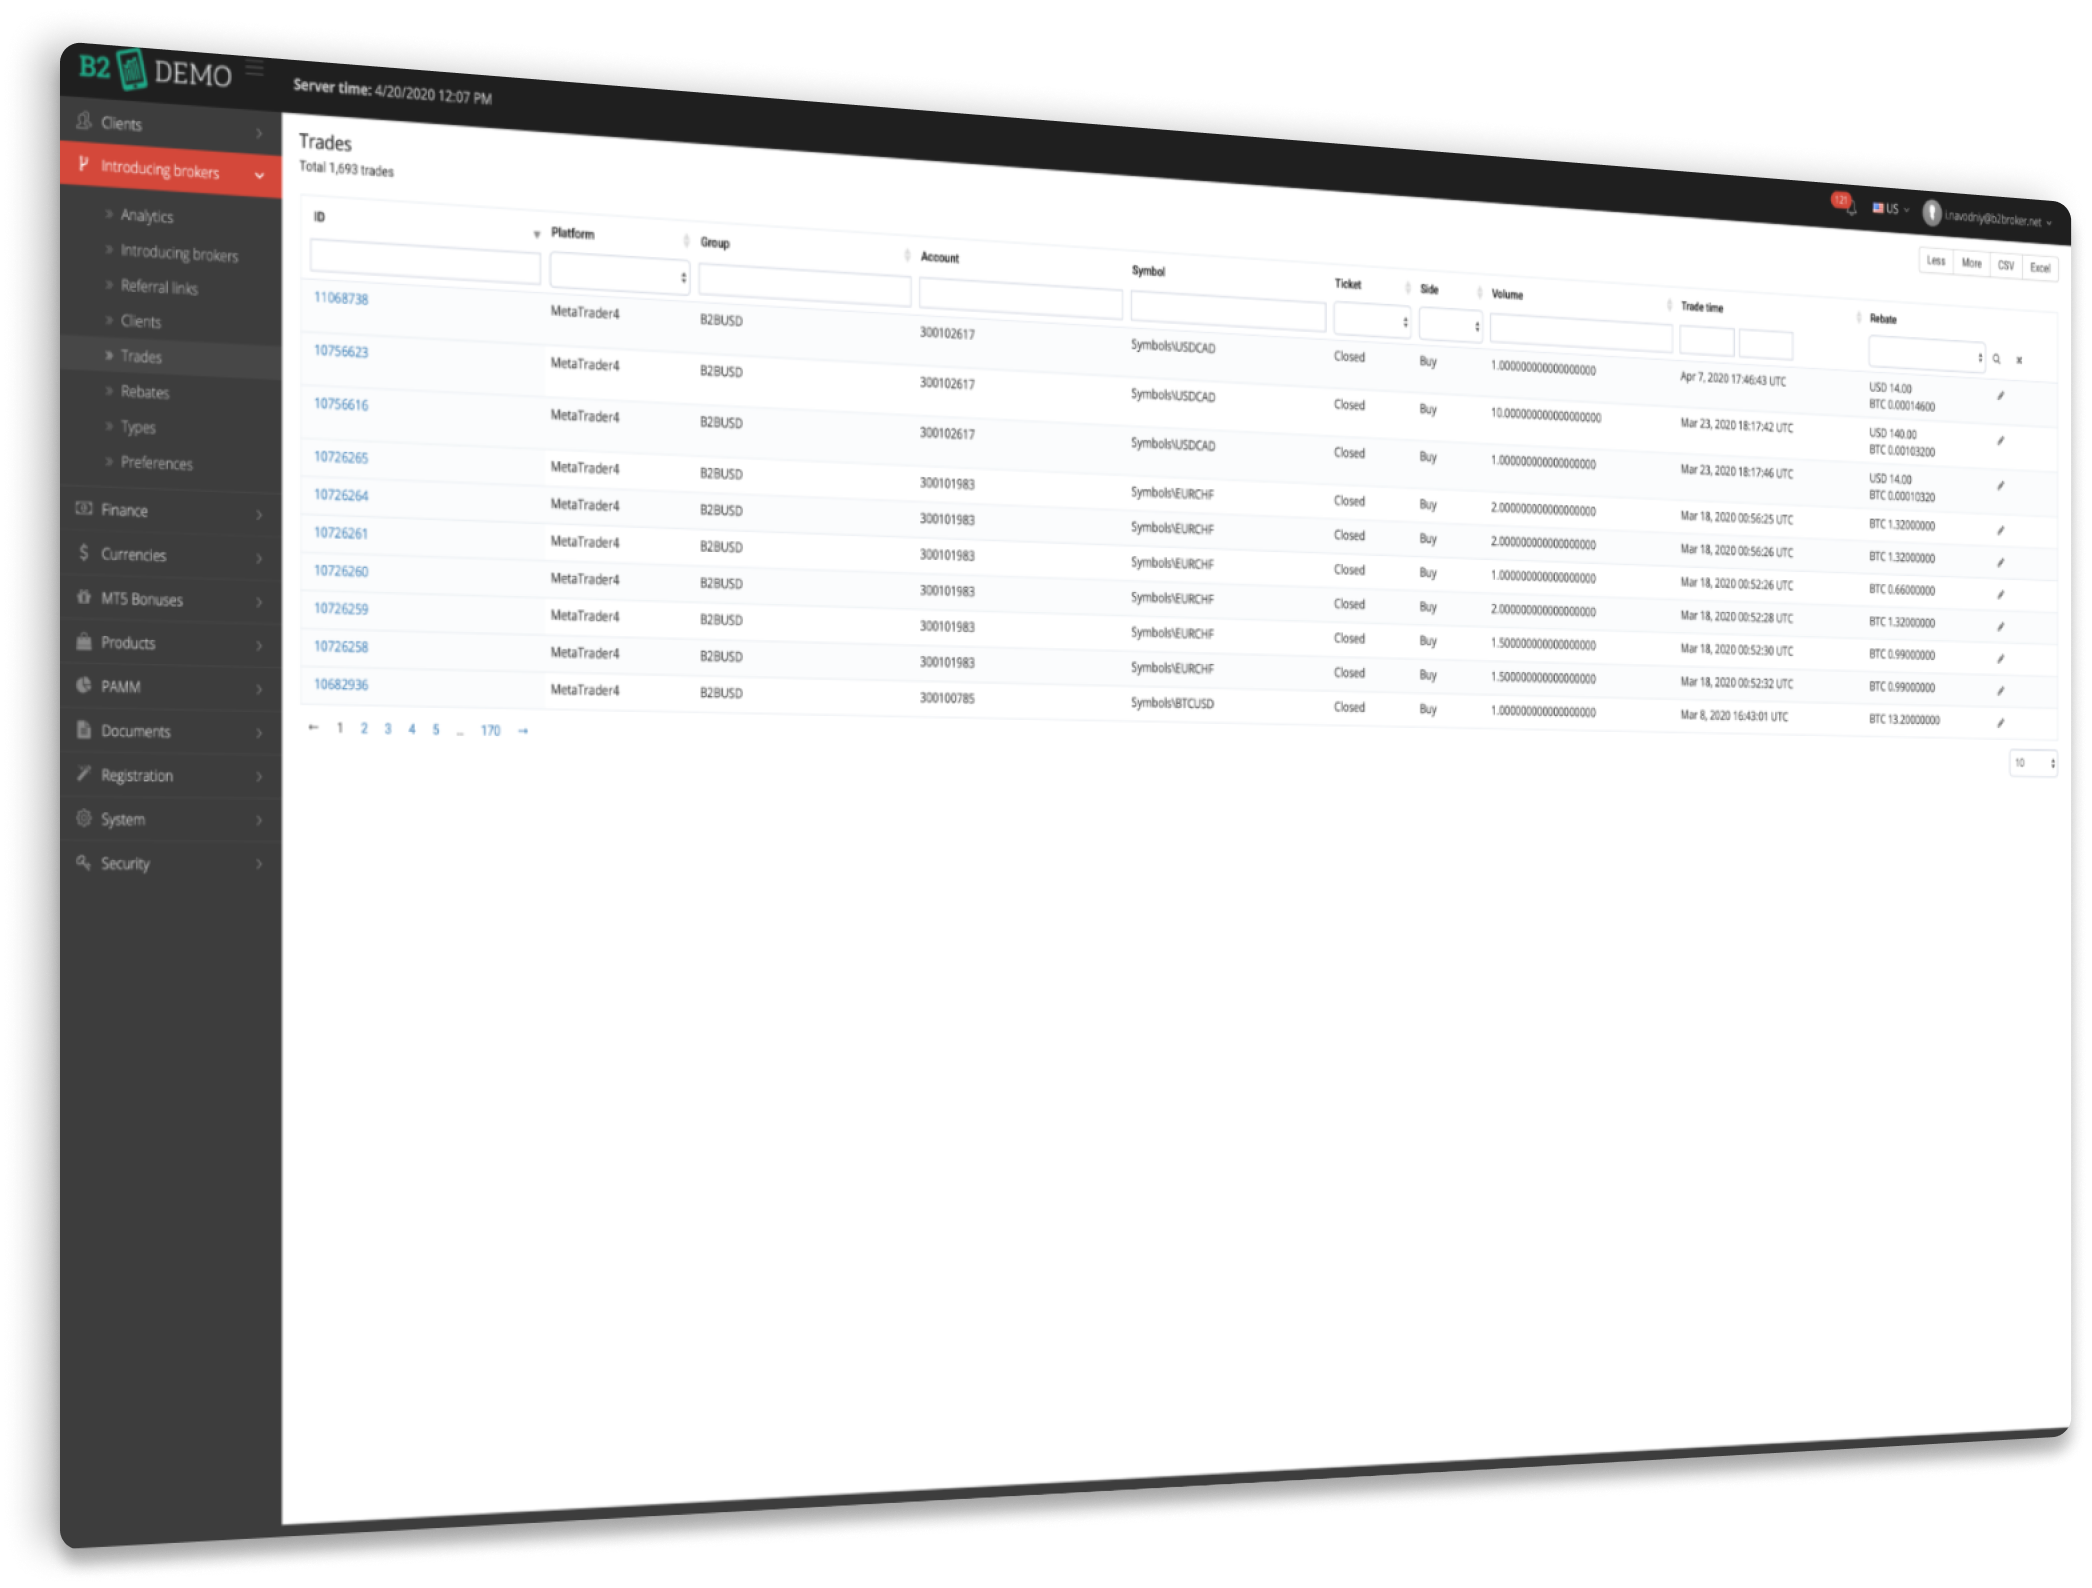 B2 DEMO
Server time: 4/20/2020 12:07 PM
121
US
i.navodniy@b2broker.net
Clients
Introducing brokers
Analytics
Introducing brokers
Referral links
Clients
Trades
Rebates
Types
Preferences
Finance
Currencies
MT5 Bonuses
Products
PAMM
Documents
Registration
System
Security
Trades
Total 1,693 trades
Less More CSV Excel
ID Platform Group Account Symbol Ticket Side Volume Trade time Rebate
11068738 MetaTrader4 B2BUSD 300102617 Symbols\USDCAD Closed Buy 1.000000000000000000 Apr 7, 2020 17:46:43 UTC USD 14.00
BTC 0.00014600
10756623 MetaTrader4 B2BUSD 300102617 Symbols\USDCAD Closed Buy 10.000000000000000000 Mar 23, 2020 18:17:42 UTC USD 140.00
BTC 0.00103200
10756616 MetaTrader4 B2BUSD 300102617 Symbols\USDCAD Closed Buy 1.000000000000000000 Mar 23, 2020 18:17:46 UTC USD 14.00
BTC 0.00010320
10726265 MetaTrader4 B2BUSD 300101983 Symbols\EURCHF Closed Buy 2.000000000000000000 Mar 18, 2020 00:56:25 UTC BTC 1.32000000
10726264 MetaTrader4 B2BUSD 300101983 Symbols\EURCHF Closed Buy 2.000000000000000000 Mar 18, 2020 00:56:26 UTC BTC 1.32000000
10726261 MetaTrader4 B2BUSD 300101983 Symbols\EURCHF Closed Buy 1.000000000000000000 Mar 18, 2020 00:52:26 UTC BTC 0.66000000
10726260 MetaTrader4 B2BUSD 300101983 Symbols\EURCHF Closed Buy 2.000000000000000000 Mar 18, 2020 00:52:28 UTC BTC 1.32000000
10726259 MetaTrader4 B2BUSD 300101983 Symbols\EURCHF Closed Buy 1.500000000000000000 Mar 18, 2020 00:52:30 UTC BTC 0.99000000
10726258 MetaTrader4 B2BUSD 300101983 Symbols\EURCHF Closed Buy 1.500000000000000000 Mar 18, 2020 00:52:32 UTC BTC 0.99000000
10682936 MetaTrader4 B2BUSD 300100785 Symbols\BTCUSD Closed Buy 1.000000000000000000 Mar 8, 2020 16:43:01 UTC BTC 13.20000000
← 1 2 3 4 5 ... 170 →
10